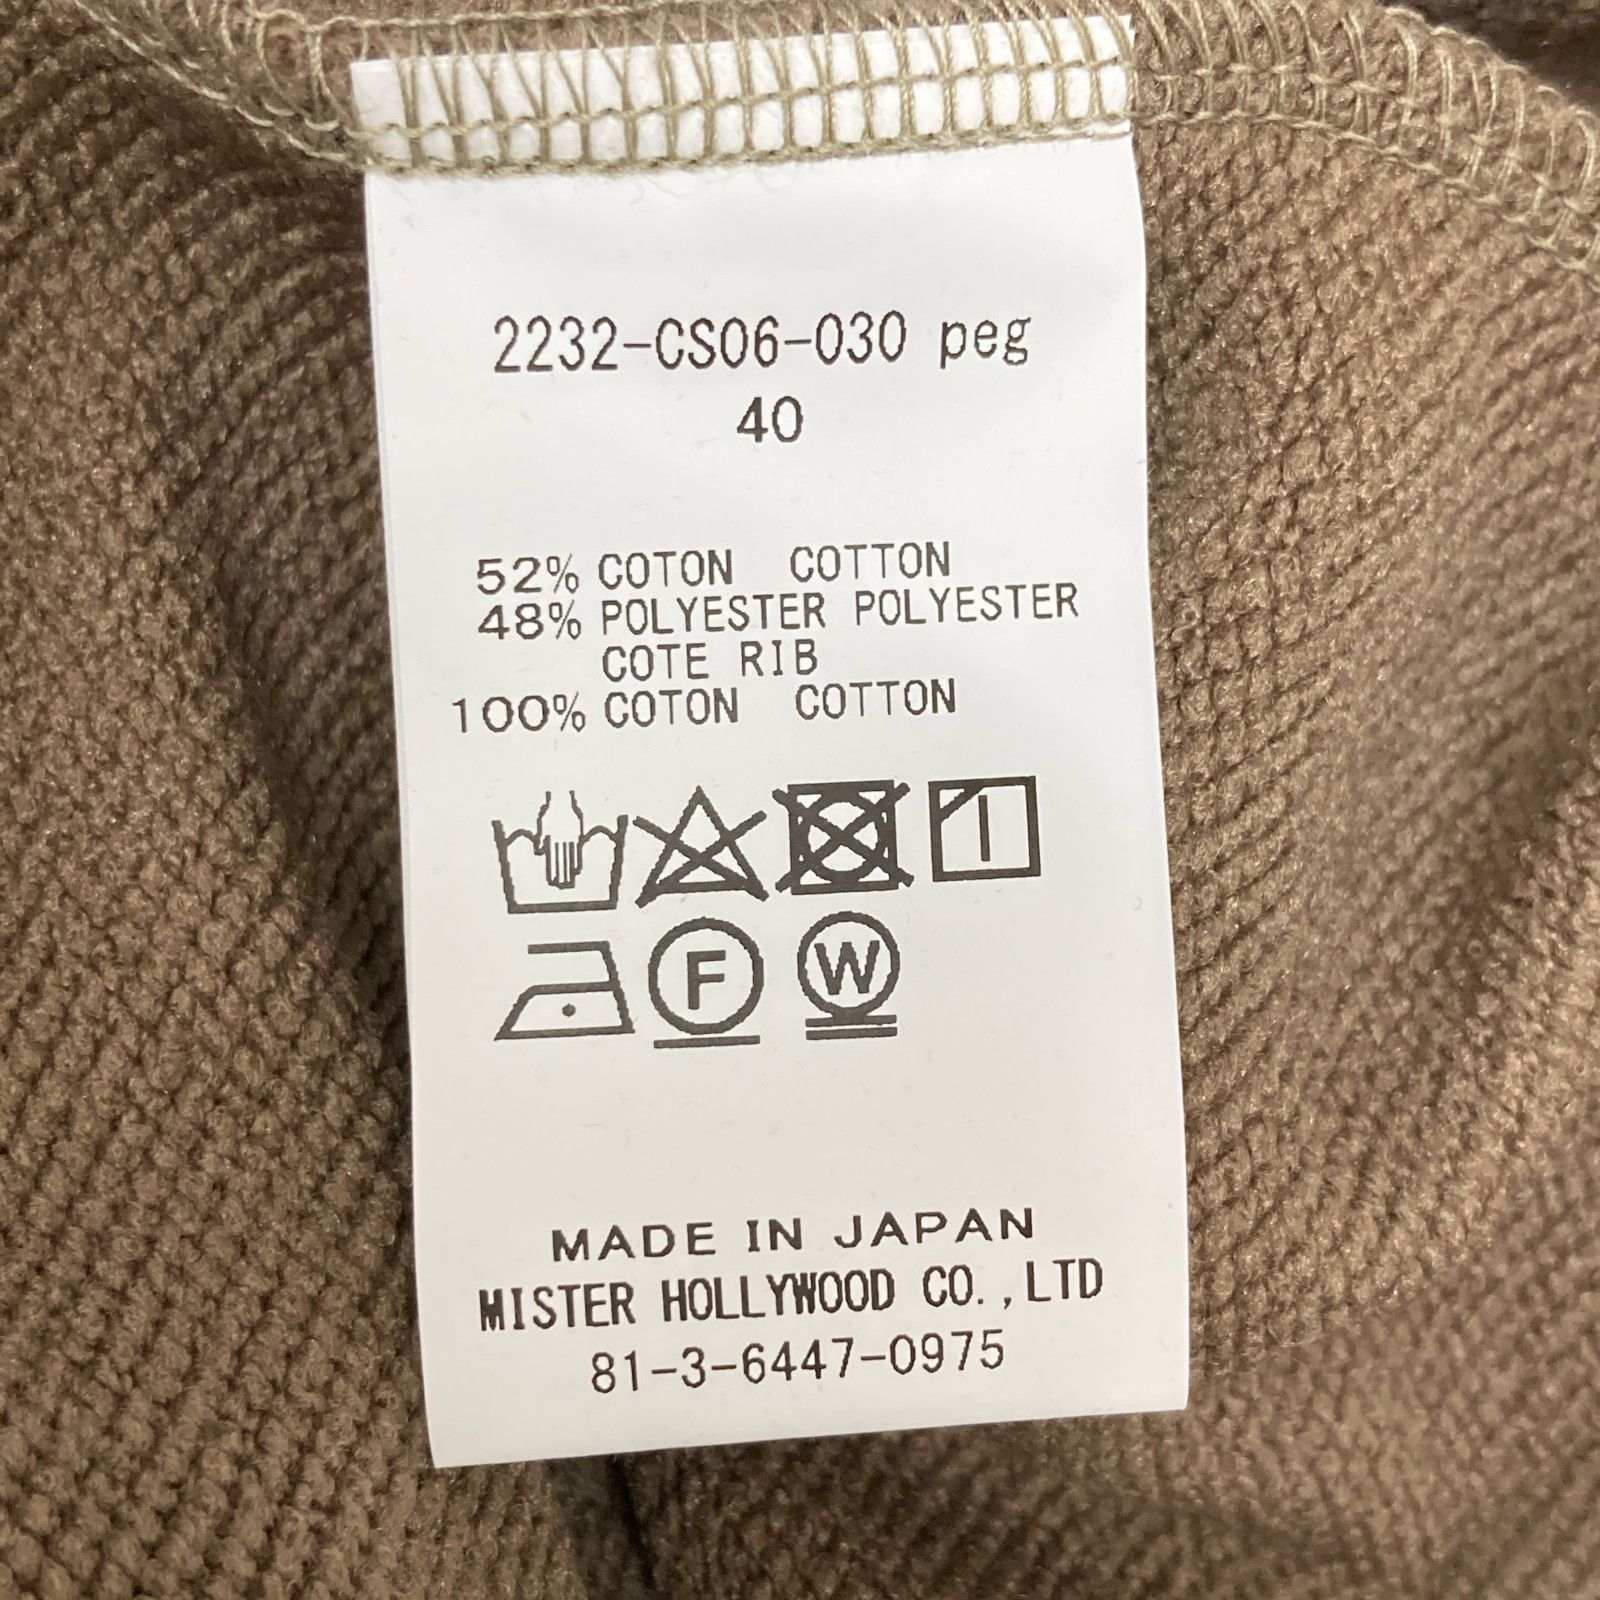 2232-CS06-030 peg
40
52% COTON COTTON
48% POLYESTER POLYESTER
COTE RIB
100% COTON COTTON
F W
MADE IN JAPAN
MISTER HOLLYWOOD CO.,LTD
81-3-6447-0975